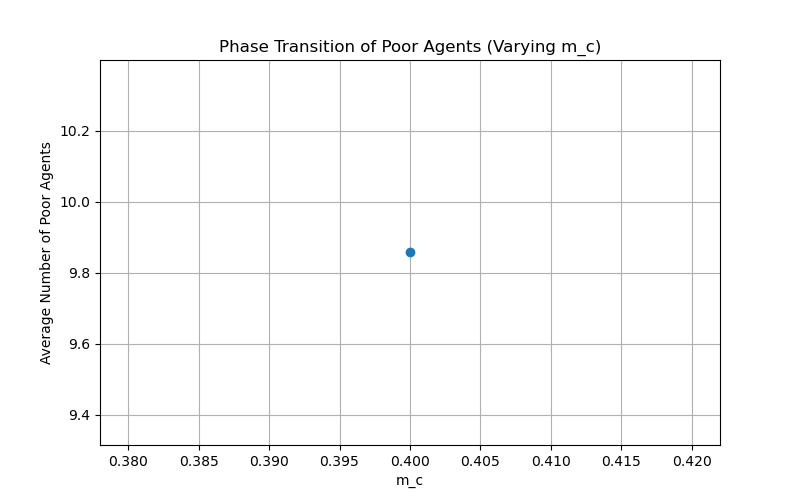 Phase Transition of Poor Agents (Varying m_c)
Average Number of Poor Agents
10.2
10.0
9.8
9.6
9.4
0.380 0.385 0.390 0.395 0.400 0.405 0.410 0.415 0.420
m_c